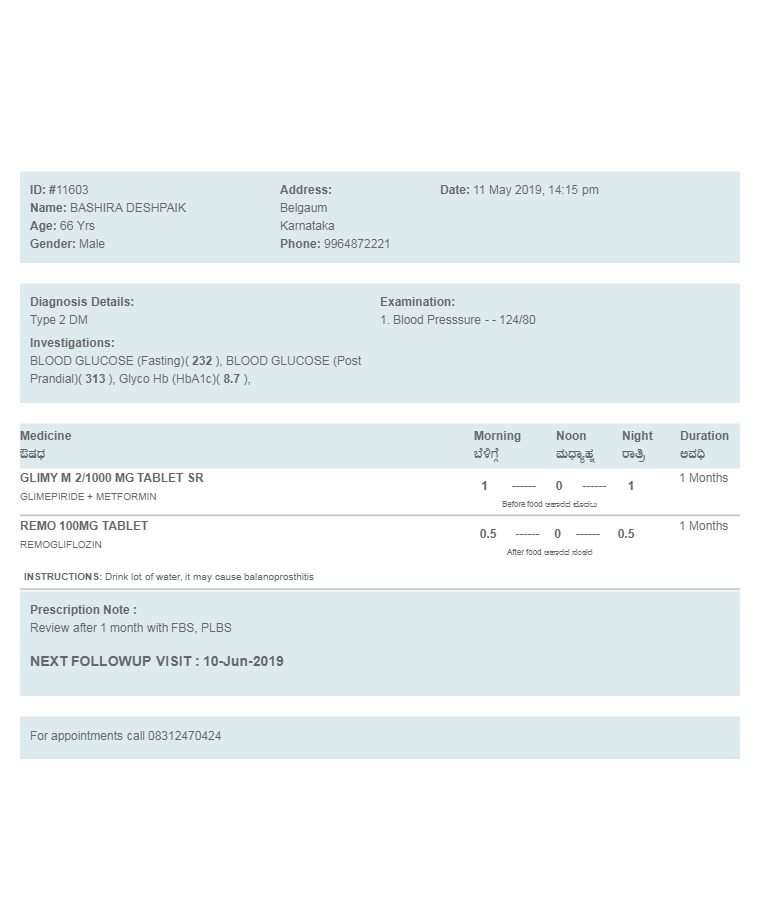 ID: #11603
Name: BASHIRA DESHPAIK
Age: 66 Yrs
Gender: Male
Address:
Belgaum
Karnataka
Phone: 9964872221
Date: 11 May 2019, 14:15 pm
Diagnosis Details:
Type 2 DM
Investigations:
BLOOD GLUCOSE (Fasting)( 232 ), BLOOD GLUCOSE (Post
Prandial)( 313 ), Glyco Hb (HbA1c)( 8.7 ),
Examination:
1. Blood Presssure - - 124/80
Medicine Morning Noon Night Duration
ಔಷಧ ಬೆಳಿಗ್ಗೆ ಮಧ್ಯಾಹ್ನ ರಾತ್ರಿ ಅವಧಿ
GLIMY M 2/1000 MG TABLET SR 1 ------ 0 ------ 1 1 Months
GLIMEPIRIDE + METFORMIN
Before food ಆಹಾರದ ಮೊದಲು
REMO 100MG TABLET 0.5 ------ 0 ------ 0.5 1 Months
REMOGLIFLOZIN
After food ಆಹಾರದ ನಂತರ
INSTRUCTIONS: Drink lot of water, it may cause balanoprosthitis
Prescription Note :
Review after 1 month with FBS, PLBS
NEXT FOLLOWUP VISIT : 10-Jun-2019
For appointments call 08312470424